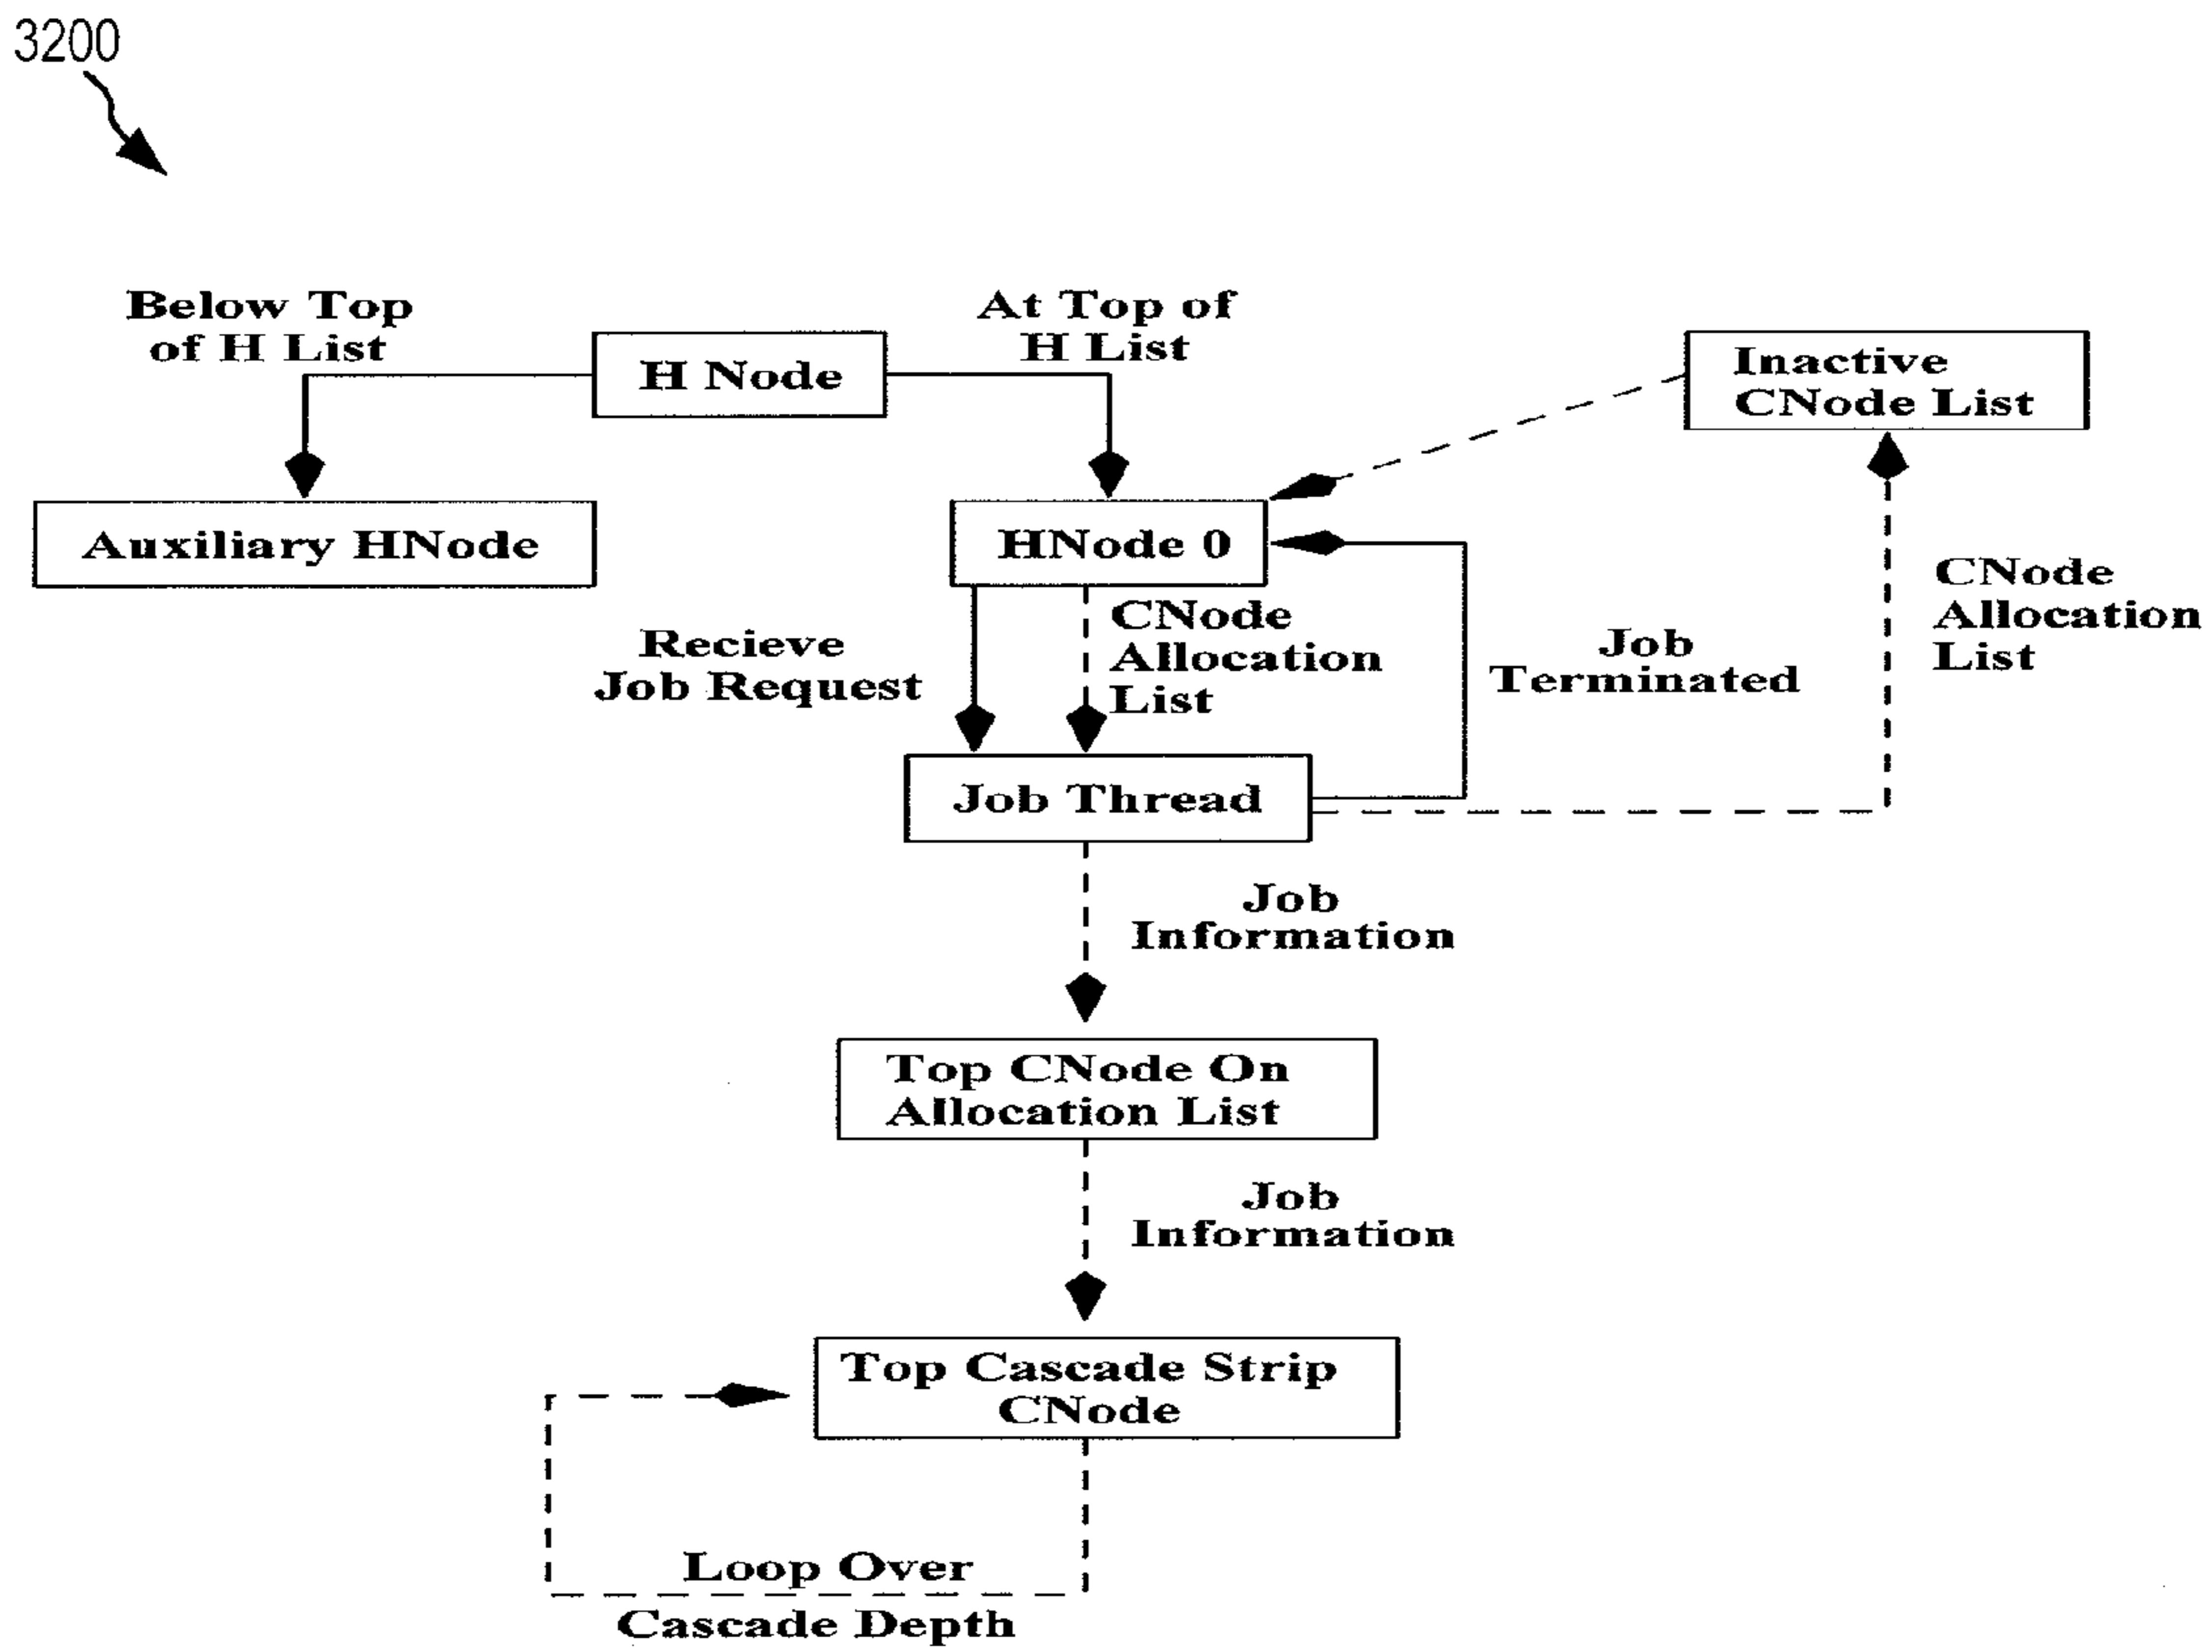 3200
Below Top
of H List
At Top of
H List
H Node
Inactive
CNode List
Auxiliary HNode
HNode 0
Recieve
Job Request
CNode
Allocation
List
Job
Terminated
CNode
Allocation
List
Job Thread
Job
Information
Top CNode On
Allocation List
Job
Information
Top Cascade Strip
CNode
Loop Over
Cascade Depth